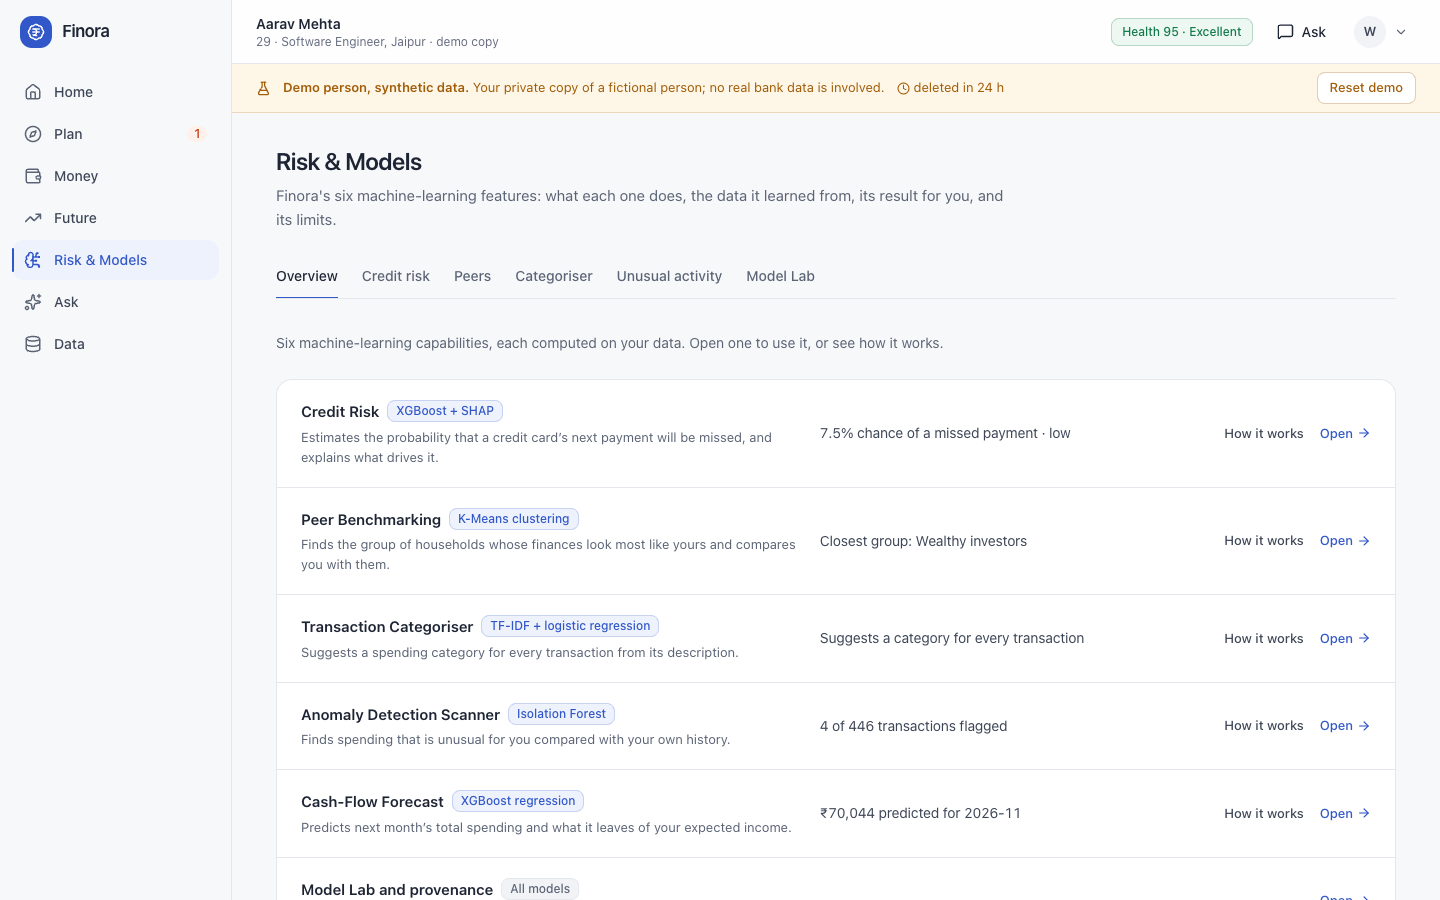 Finora
Home
Plan
1
Money
Future
Risk & Models
Ask
Data
Aarav Mehta
29 · Software Engineer, Jaipur · demo copy
Health 95 · Excellent
Ask
W
Demo person, synthetic data. Your private copy of a fictional person; no real bank data is involved. deleted in 24 h
Reset demo
Risk & Models
Finora's six machine-learning features: what each one does, the data it learned from, its result for you, and
its limits.
Overview
Credit risk
Peers
Categoriser
Unusual activity
Model Lab
Six machine-learning capabilities, each computed on your data. Open one to use it, or see how it works.
Credit Risk
XGBoost + SHAP
Estimates the probability that a credit card's next payment will be missed, and
explains what drives it.
7.5% chance of a missed payment · low
How it works
Open →
Peer Benchmarking
K-Means clustering
Finds the group of households whose finances look most like yours and compares
you with them.
Closest group: Wealthy investors
How it works
Open →
Transaction Categoriser
TF-IDF + logistic regression
Suggests a spending category for every transaction from its description.
Suggests a category for every transaction
How it works
Open →
Anomaly Detection Scanner
Isolation Forest
Finds spending that is unusual for you compared with your own history.
4 of 446 transactions flagged
How it works
Open →
Cash-Flow Forecast
XGBoost regression
Predicts next month's total spending and what it leaves of your expected income.
₹70,044 predicted for 2026-11
How it works
Open →
Model Lab and provenance
All models
Open →